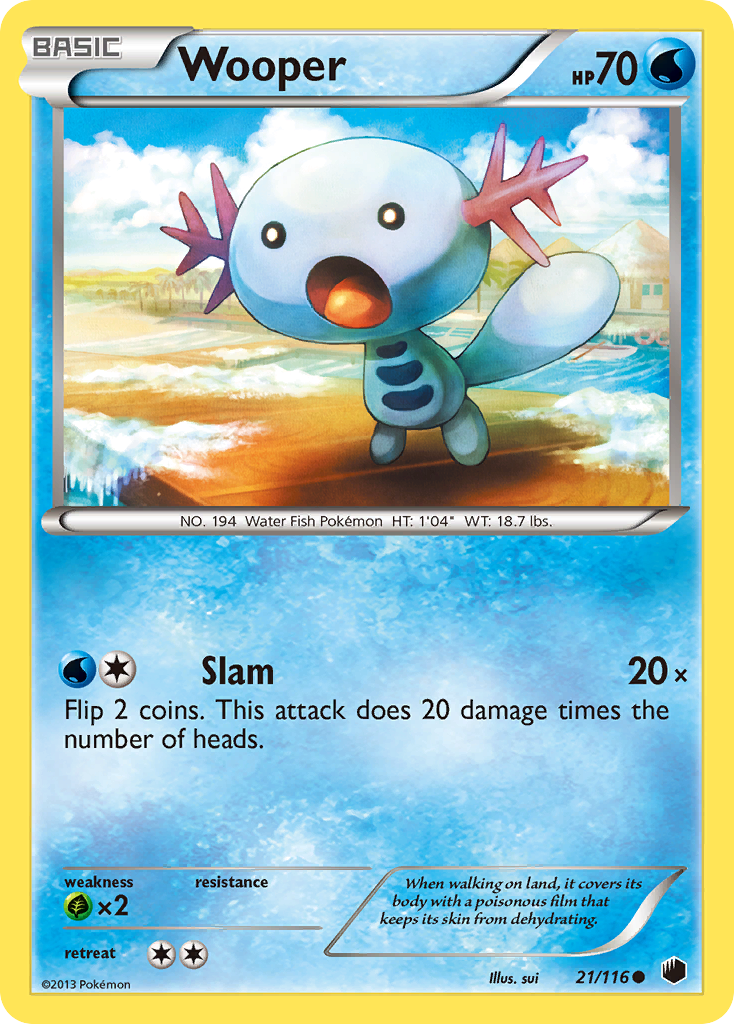 BASIC
Wooper
HP70
NO. 194 Water Fish Pokémon HT: 1'04" WT: 18.7 lbs.
Slam
20×
Flip 2 coins. This attack does 20 damage times the
number of heads.
weakness
resistance
×2
When walking on land, it covers its
body with a poisonous film that
keeps its skin from dehydrating.
retreat
©2013 Pokémon
Illus. sui
21/116